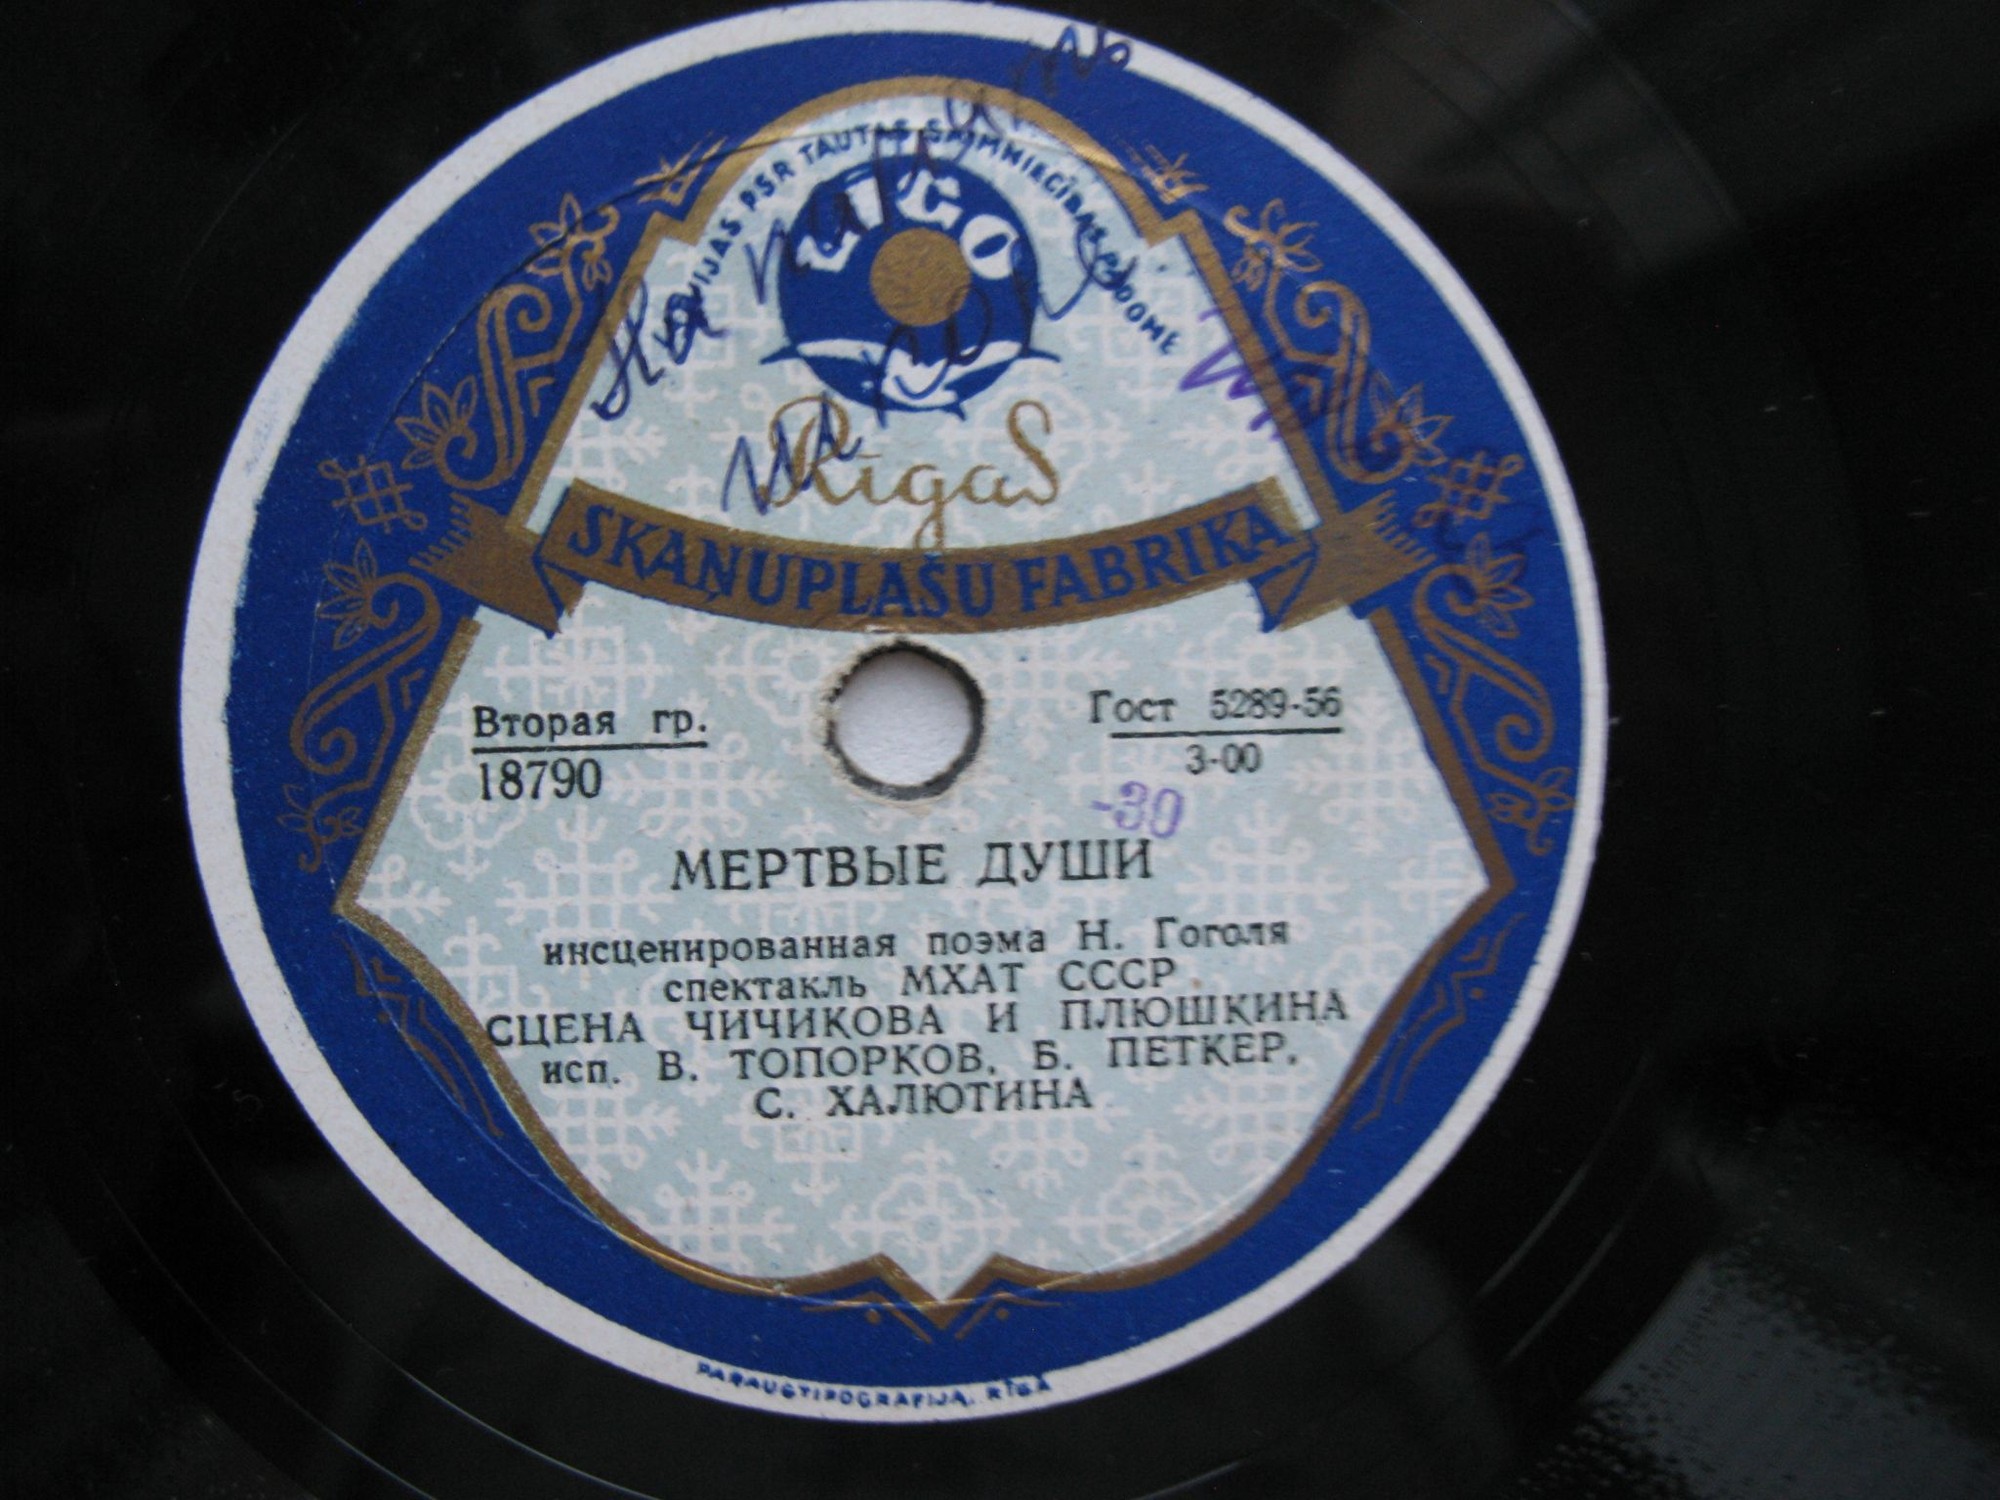 LATVIJAS PSR TAUTAS SAIMNIECĪBAS PADOME
LĪGO
Rīgas
SKAŅUPLAŠU FABRIKA
Вторая гр.
18790
Гост 5289-56
3-00
-30
МЕРТВЫЕ ДУШИ
инсценированная поэма Н. Гоголя
спектакль МХАТ СССР
СЦЕНА ЧИЧИКОВА И ПЛЮШКИНА
исп. В. ТОПОРКОВ, Б. ПЕТКЕР,
С. ХАЛЮТИНА
PARAUGTIPOGRAFIJA, RĪGĀ